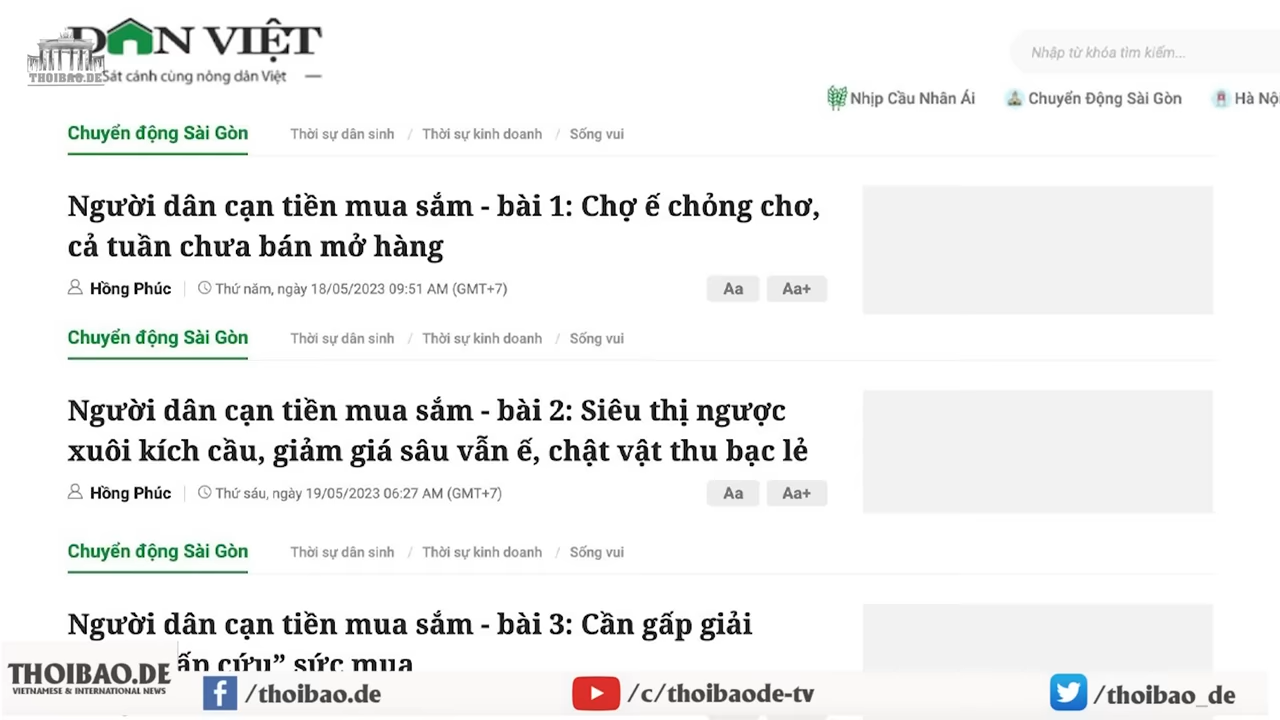 DÂN VIỆT
THOIBAO.DE Sát cánh cùng nông dân Việt
Nhập từ khóa tìm kiếm...
Nhịp Cầu Nhân Ái Chuyển Động Sài Gòn Hà Nội
Chuyển động Sài Gòn Thời sự dân sinh / Thời sự kinh doanh / Sống vui
Người dân cạn tiền mua sắm - bài 1: Chợ ế chỏng chơ,
cả tuần chưa bán mở hàng
Hồng Phúc Thứ năm, ngày 18/05/2023 09:51 AM (GMT+7) Aa Aa+
Chuyển động Sài Gòn Thời sự dân sinh / Thời sự kinh doanh / Sống vui
Người dân cạn tiền mua sắm - bài 2: Siêu thị ngược
xuôi kích cầu, giảm giá sâu vẫn ế, chật vật thu bạc lẻ
Hồng Phúc Thứ sáu, ngày 19/05/2023 06:27 AM (GMT+7) Aa Aa+
Chuyển động Sài Gòn Thời sự dân sinh / Thời sự kinh doanh / Sống vui
Người dân cạn tiền mua sắm - bài 3: Cần gấp giải
cứu” sức mua
THOIBAO.DE
VIETNAMESE & INTERNATIONAL NEWS
/thoibao.de /c/thoibaode-tv /thoibao_de